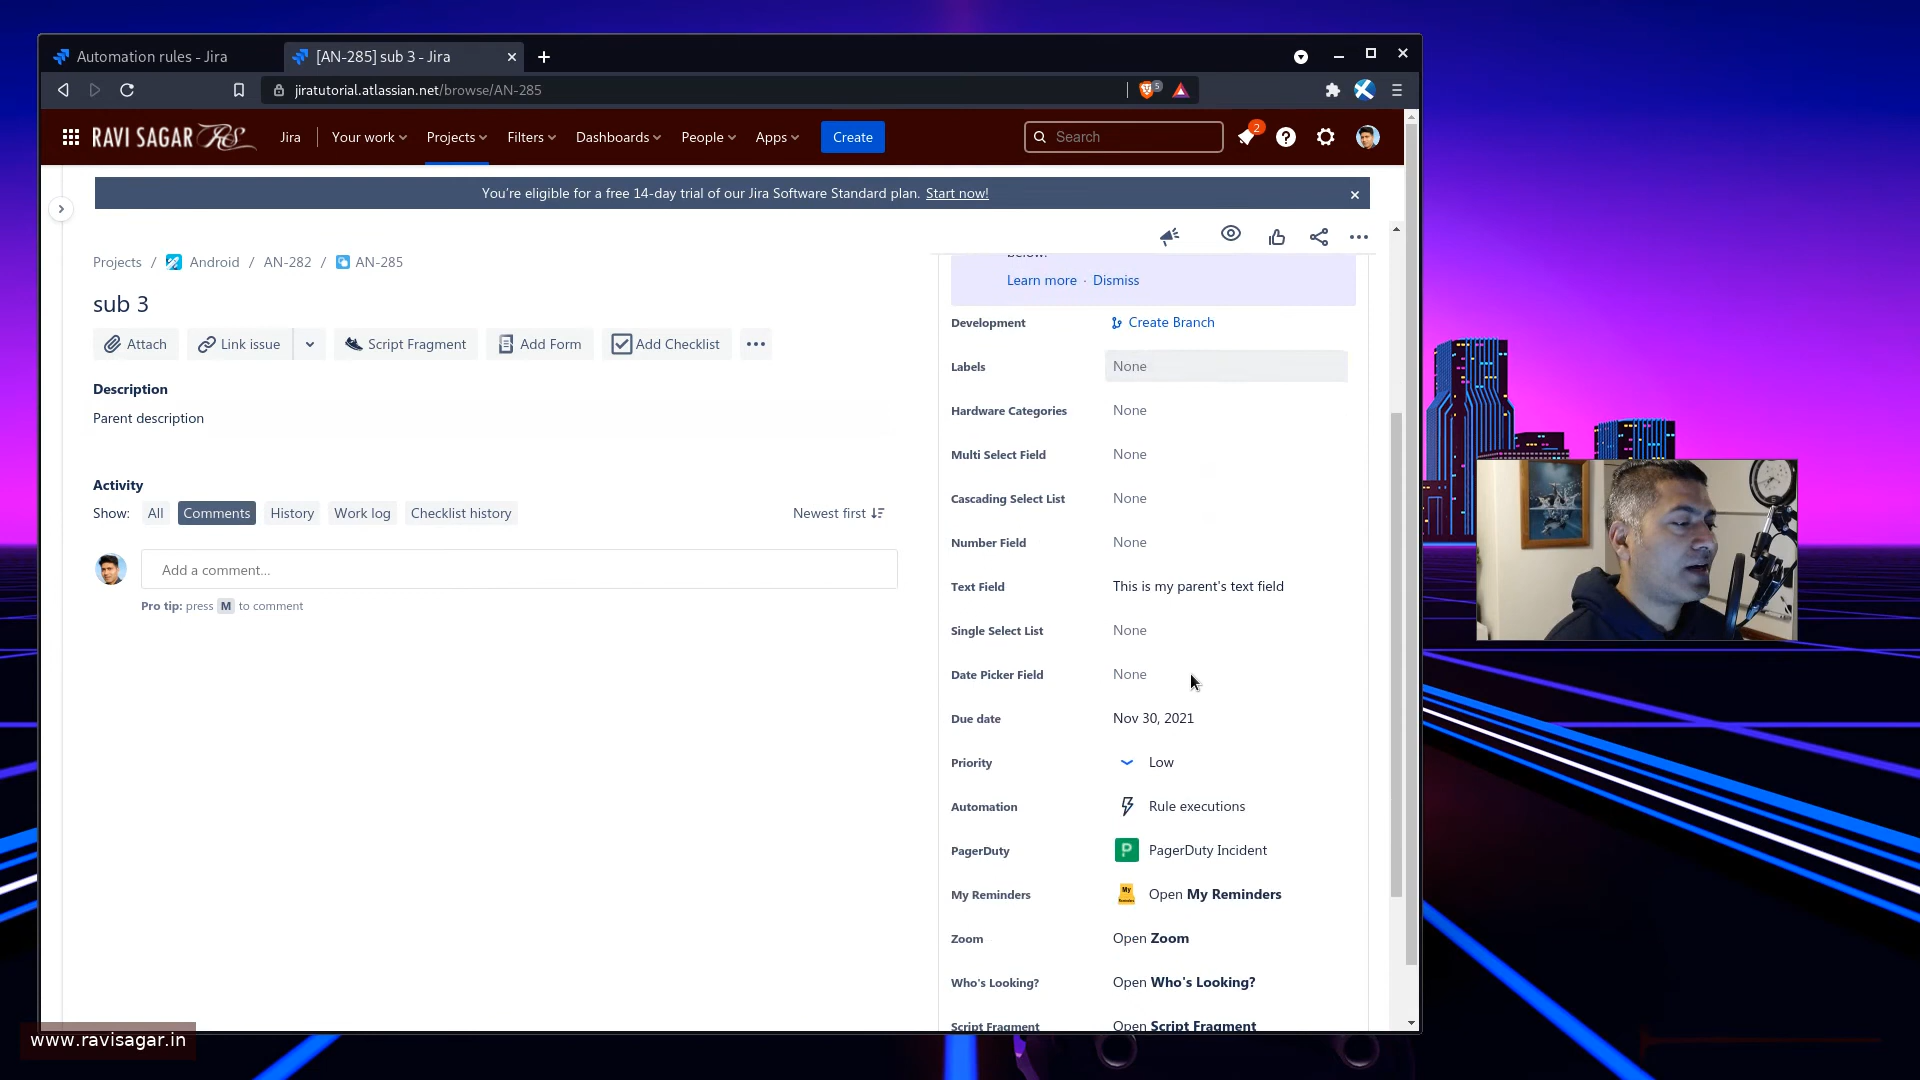 Automation rules - Jira
[AN-285] sub 3 - Jira
jiratutorial.atlassian.net/browse/AN-285
5
RAVI SAGAR RS
Jira
Your work
Projects
Filters
Dashboards
People
Apps
Create
Search
2
You're eligible for a free 14-day trial of our Jira Software Standard plan. Start now!
Projects / Android / AN-282 / AN-285
sub 3
Attach
Link issue
Script Fragment
Add Form
Add Checklist
Description
Parent description
Activity
Show:
All
Comments
History
Work log
Checklist history
Newest first
Add a comment...
Pro tip: press M to comment
below.
Learn more · Dismiss
Development
Create Branch
Labels
None
Hardware Categories
None
Multi Select Field
None
Cascading Select List
None
Number Field
None
Text Field
This is my parent's text field
Single Select List
None
Date Picker Field
None
Due date
Nov 30, 2021
Priority
Low
Automation
Rule executions
PagerDuty
P
PagerDuty Incident
My Reminders
Open My Reminders
Zoom
Open Zoom
Who's Looking?
Open Who's Looking?
Script Fragment
Open Script Fragment
www.ravisagar.in